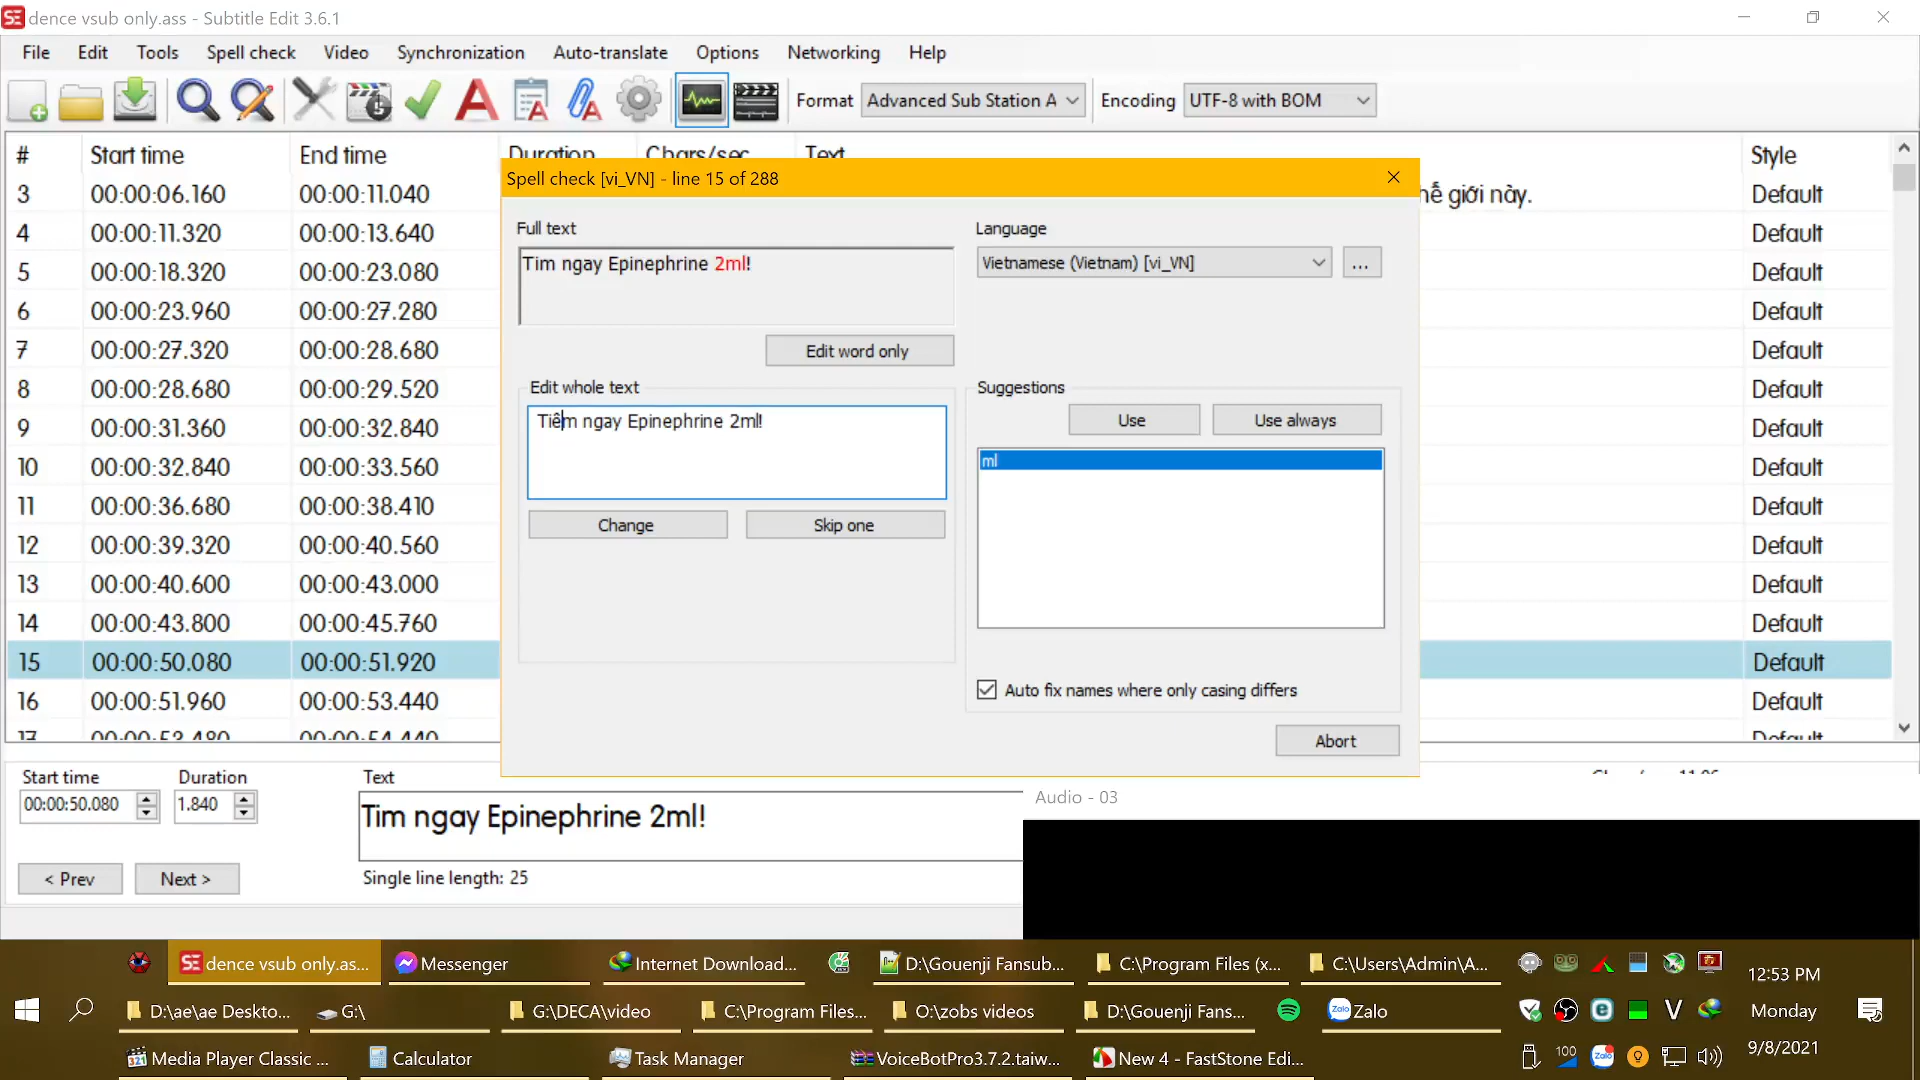 dence vsub only.ass - Subtitle Edit 3.6.1
File Edit Tools Spell check Video Synchronization Auto-translate Options Networking Help
Format Advanced Sub Station A Encoding UTF-8 with BOM
# Start time End time Duration Chars/sec Text Style
3 00:00:06.160 00:00:11.040 giới này. Default
4 00:00:11.320 00:00:13.640 Default
5 00:00:18.320 00:00:23.080 Default
6 00:00:23.960 00:00:27.280 Default
7 00:00:27.320 00:00:28.680 Default
8 00:00:28.680 00:00:29.520 Default
9 00:00:31.360 00:00:32.840 Default
10 00:00:32.840 00:00:33.560 Default
11 00:00:36.680 00:00:38.410 Default
12 00:00:39.320 00:00:40.560 Default
13 00:00:40.600 00:00:43.000 Default
14 00:00:43.800 00:00:45.760 Default
15 00:00:50.080 00:00:51.920 Default
16 00:00:51.960 00:00:53.440 Default
17 00:00:53.480 00:00:54.440 Default
Spell check [vi_VN] - line 15 of 288
Full text
Tim ngay Epinephrine 2ml!
Edit word only
Language
Vietnamese (Vietnam) [vi_VN]
...
Edit whole text
Tiêm ngay Epinephrine 2ml!
Change Skip one
Suggestions
Use Use always
ml
Auto fix names where only casing differs
Abort
Start time Duration Text
00:00:50.080 1.840
Tim ngay Epinephrine 2ml!
< Prev Next >
Single line length: 25
Audio - 03
dence vsub only.as... Messenger Internet Download... D:\Gouenji Fansub... C:\Program Files (x... C:\Users\Admin\A...
D:\ae\ae Deskto... G:\ G:\DECA\video C:\Program Files... O:\zobs videos D:\Gouenji Fans... Zalo
Media Player Classic ... Calculator Task Manager VoiceBotPro3.7.2.taiw... New 4 - FastStone Edi...
12:53 PM
Monday
9/8/2021
100